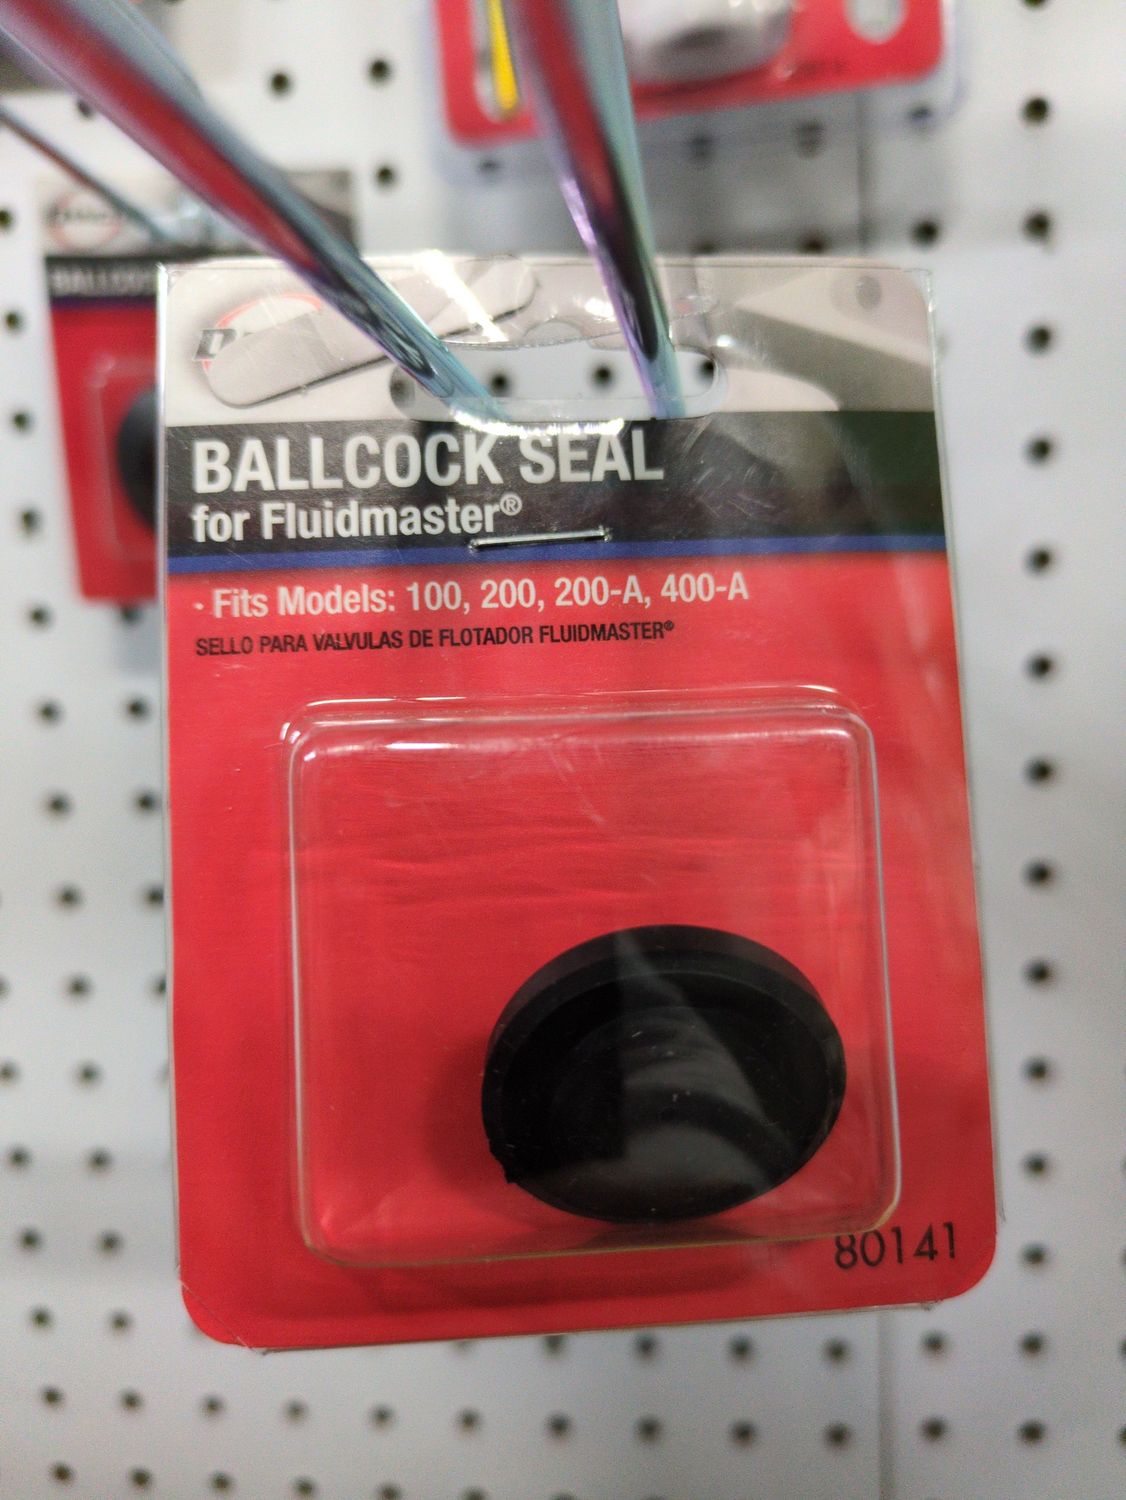 BALLCOCK SEAL
for Fluidmaster®
· Fits Models: 100, 200, 200-A, 400-A
SELLO PARA VALVULAS DE FLOTADOR FLUIDMASTER®
80141